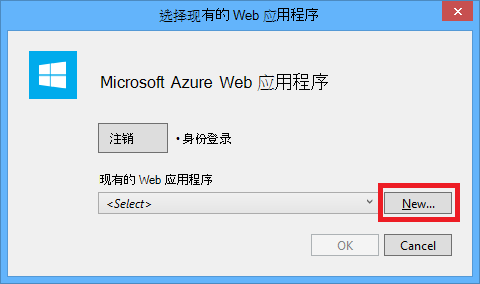 选择现有的 Web 应用程序
Microsoft Azure Web 应用程序
注销 • 身份登录
现有的 Web 应用程序
<Select> New...
OK Cancel